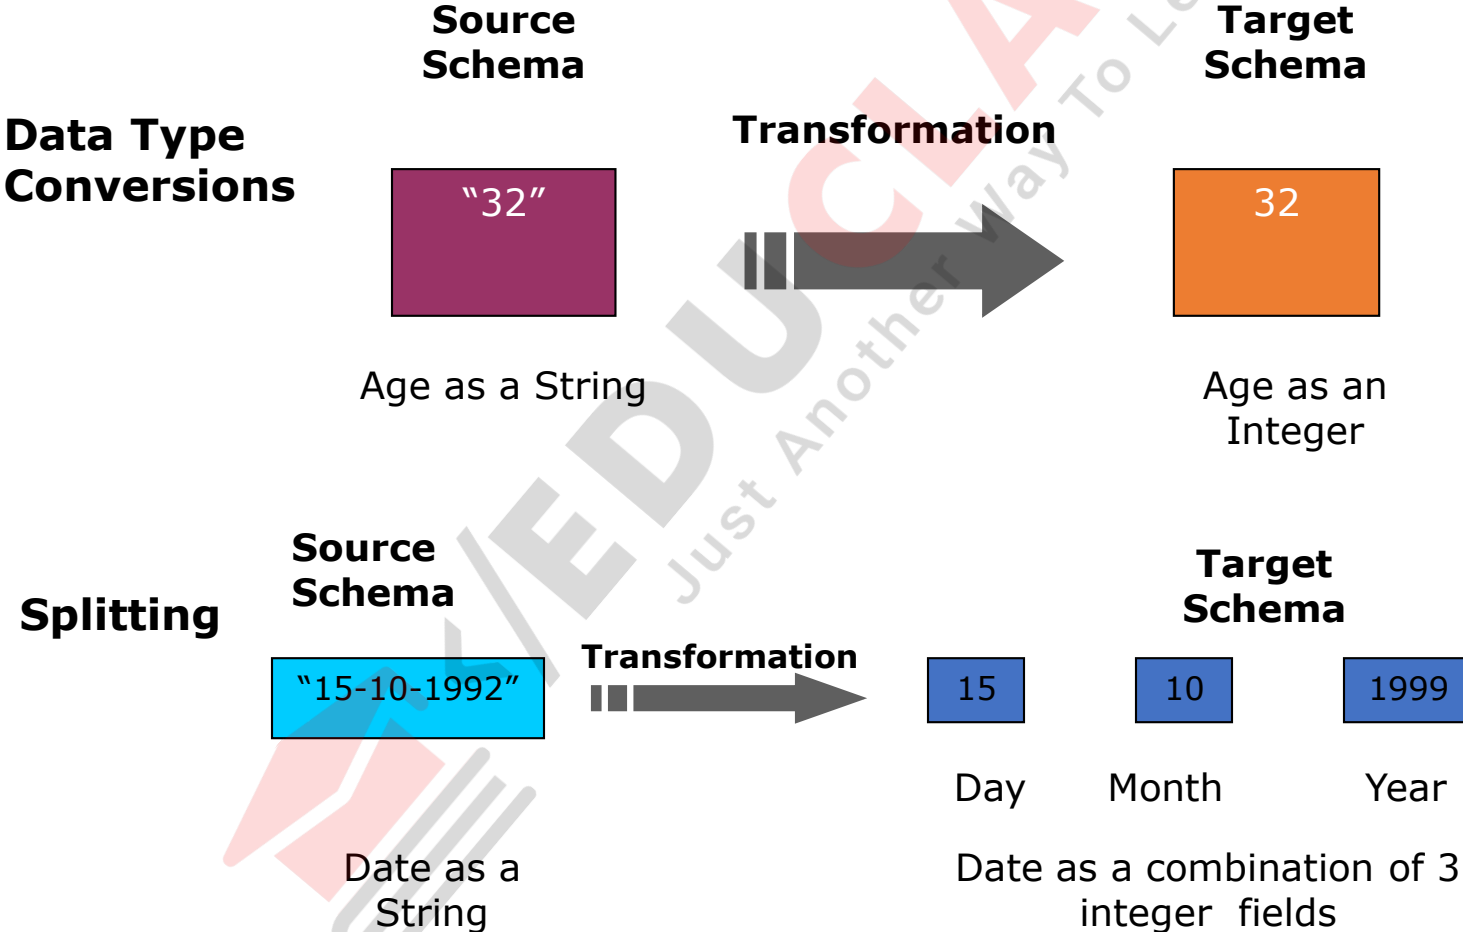 Source
Schema
Target
Schema
Data Type
Conversions
Transformation
“32”
32
Age as a String
Age as an
Integer
Source
Schema
Target
Schema
Splitting
Transformation
“15-10-1992”
15
10
1999
Day
Month
Year
Date as a
String
Date as a combination of 3
integer fields
EDUCLA
Just Another Way To Le